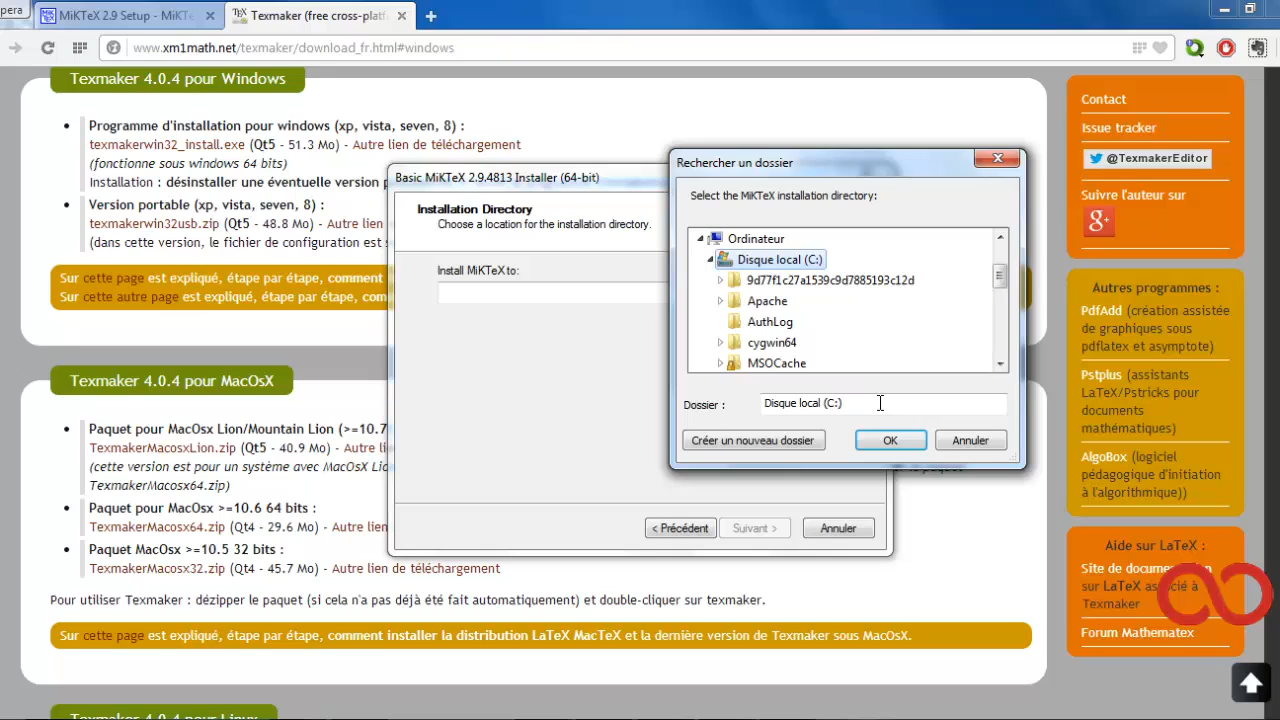 pera
MiKTeX 2.9 Setup - MiKTe
Texmaker (free cross-platf
www.xm1math.net/texmaker/download_fr.html#windows
Texmaker 4.0.4 pour Windows
Programme d'installation pour windows (xp, vista, seven, 8) :
texmakerwin32_install.exe (Qt5 - 51.3 Mo) - Autre lien de téléchargement
(fonctionne sous windows 64 bits)
Installation : désinstaller une éventuelle version p
Version portable (xp, vista, seven, 8) :
texmakerwin32usb.zip (Qt5 - 48.8 Mo) - Autre lien
(dans cette version, le fichier de configuration est s
Sur cette page est expliqué, étape par étape, comment
Sur cette autre page est expliqué, étape par étape, com
Texmaker 4.0.4 pour MacOsX
Paquet pour MacOsx Lion/Mountain Lion (>=10.7
TexmakerMacosxLion.zip (Qt5 - 40.9 Mo) - Autre li
(cette version est pour un système avec MacOSX Lio
TexmakerMacosx64.zip)
Paquet pour MacOsx >=10.6 64 bits :
TexmakerMacosx64.zip (Qt4 - 29.6 Mo) - Autre lien
Paquet MacOsx >=10.5 32 bits :
TexmakerMacosx32.zip (Qt4 - 45.7 Mo) - Autre lien de téléchargement
Pour utiliser Texmaker : dézipper le paquet (si cela n'a pas déjà été fait automatiquement) et double-cliquer sur texmaker.
Sur cette page est expliqué, étape par étape, comment installer la distribution LaTeX MacTeX et la dernière version de Texmaker sous MacOSX.
Texmaker 4.0.4 pour Linux
Basic MiKTeX 2.9.4813 Installer (64-bit)
Installation Directory
Choose a location for the installation directory.
Install MiKTeX to:
< Précédent
Suivant >
Annuler
Rechercher un dossier
Select the MiKTeX installation directory:
Ordinateur
Disque local (C:)
9d77f1c27a1539c9d7885193c12d
Apache
AuthLog
cygwin64
MSOCache
Dossier :
Disque local (C:)
Créer un nouveau dossier
OK
Annuler
Contact
Issue tracker
@TexmakerEditor
Suivre l'auteur sur
g+
Autres programmes :
PdfAdd (création assistée
de graphiques sous
pdflatex et asymptote)
Pstplus (assistants
LaTeX/Pstricks pour
documents
mathématiques)
AlgoBox (logiciel
pédagogique d'initiation
à l'algorithmique))
Aide sur LaTeX :
Site de documentation
sur LaTeX associé à
Texmaker
Forum Mathematex